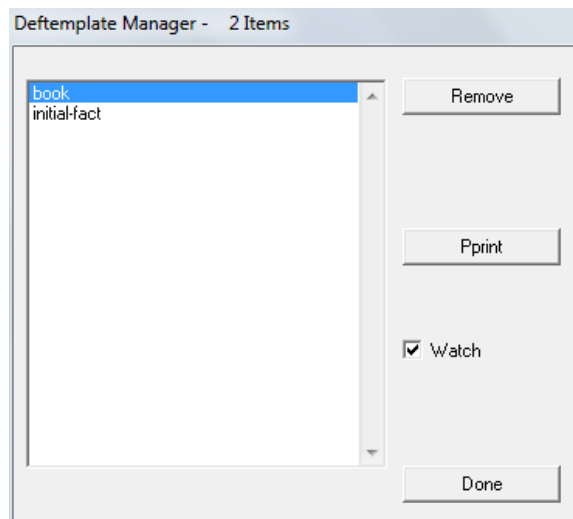 Deftemplate Manager - 2 Items
book
initial-fact
Remove
Pprint
Watch
Done